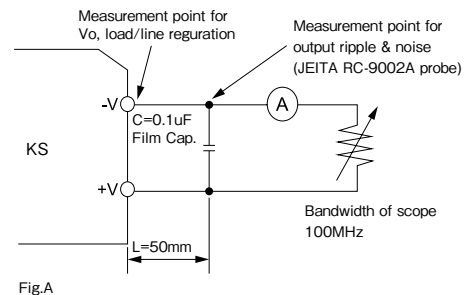 Measurement point for
Vo, load/line reguration
Measurement point for
output ripple & noise
(JEITA RC-9002A probe)
-V
A
C=0.1uF
Film Cap.
KS
+V
Bandwidth of scope
100MHz
L=50mm
Fig.A